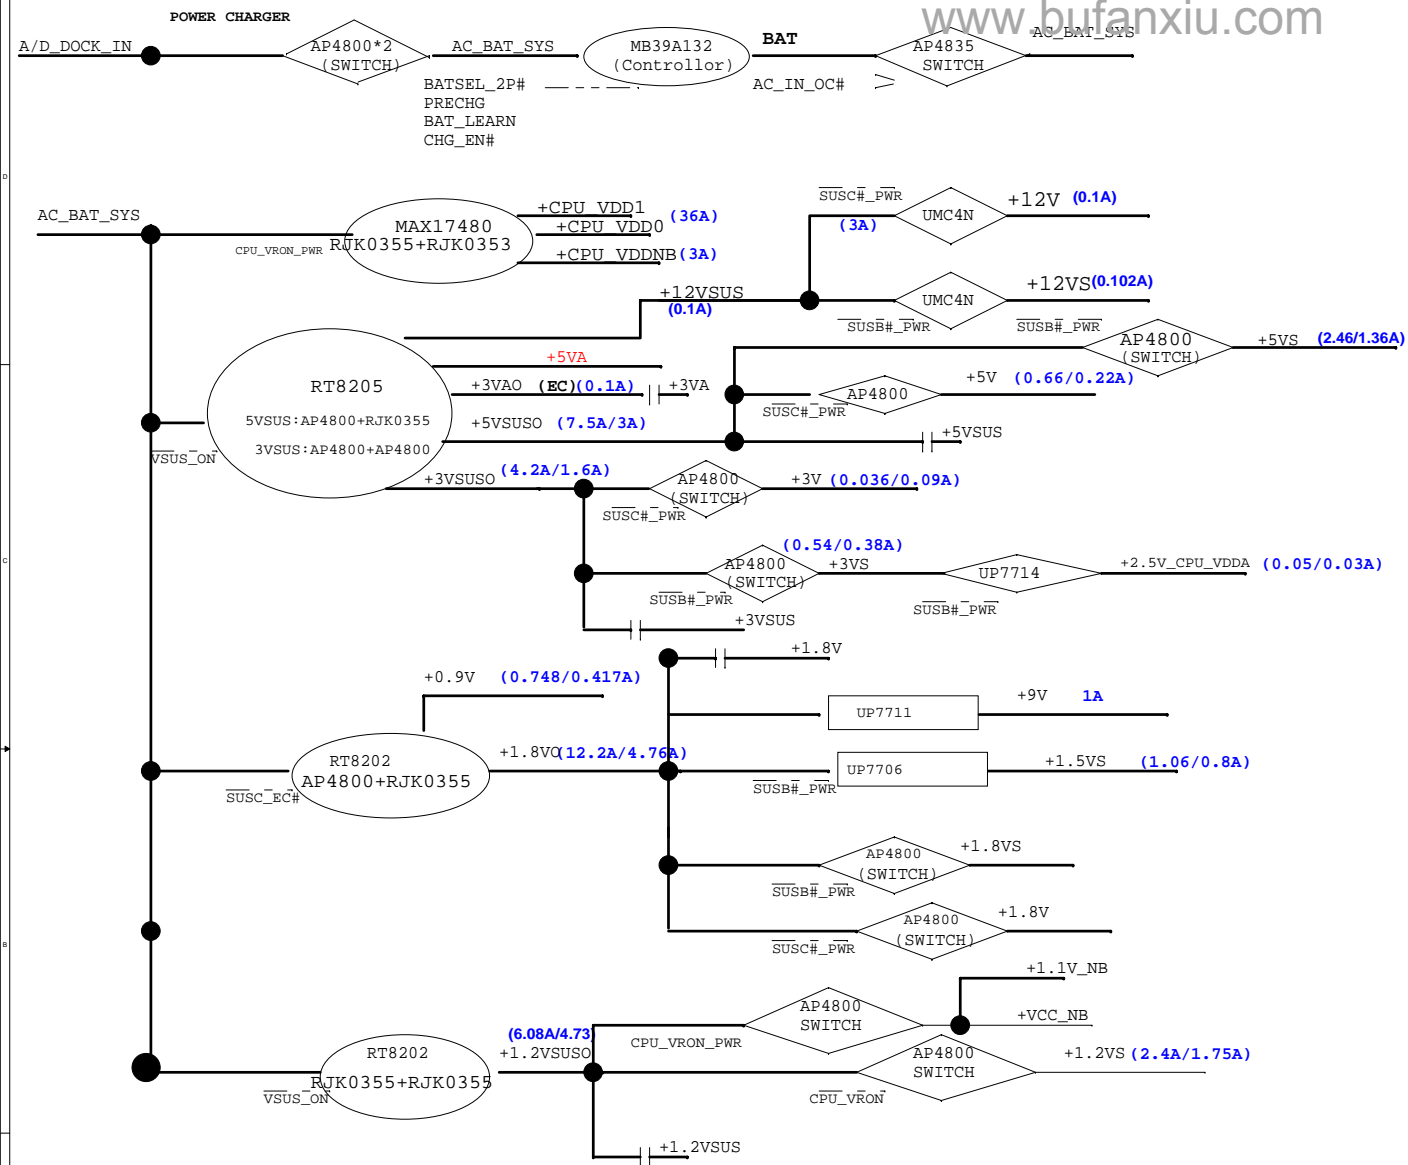 www.bufanxiu.com
POWER CHARGER
A/D_DOCK_IN
AP4800*2
(SWITCH)
AC_BAT_SYS
MB39A132
(Controllor)
BAT
AP4835
SWITCH
AC_BAT_SYS
BATSEL_2P#
PRECHG
BAT_LEARN
CHG_EN#
AC_IN_OC#
D
AC_BAT_SYS
CPU_VRON_PWR
MAX17480
RJK0355+RJK0353
+CPU_VDD1
(36A)
+CPU_VDD0
+CPU_VDDNB (3A)
SUSC#_PWR
(3A)
UMC4N
+12V (0.1A)
+12VSUS
(0.1A)
UMC4N
+12VS (0.102A)
SUSB#_PWR
SUSB#_PWR
AP4800
(SWITCH)
+5VS (2.46/1.36A)
RT8205
5VSUS:AP4800+RJK0355
3VSUS:AP4800+AP4800
VSUS_ON
+5VA
+3VAO (EC)(0.1A) +3VA
SUSC#_PWR
AP4800
+5V (0.66/0.22A)
+5VSUSO (7.5A/3A)
+5VSUS
+3VSUSO (4.2A/1.6A)
SUSC#_PWR
AP4800
(SWITCH)
+3V (0.036/0.09A)
C
SUSB#_PWR
AP4800
(SWITCH)
(0.54/0.38A)
+3VS
UP7714
SUSB#_PWR
+2.5V_CPU_VDDA (0.05/0.03A)
+3VSUS
+1.8V
+0.9V (0.748/0.417A)
UP7711
+9V 1A
RT8202
AP4800+RJK0355
SUSC_EC#
+1.8VO (12.2A/4.76A)
SUSB#_PWR
UP7706
+1.5VS (1.06/0.8A)
AP4800
(SWITCH)
+1.8VS
SUSB#_PWR
AP4800
(SWITCH)
+1.8V
SUSC#_PWR
B
+1.1V_NB
AP4800
SWITCH
+VCC_NB
CPU_VRON_PWR
(6.08A/4.73)
+1.2VSUSO
RT8202
RJK0355+RJK0355
VSUS_ON
AP4800
SWITCH
CPU_VRON
+1.2VS (2.4A/1.75A)
+1.2VSUS